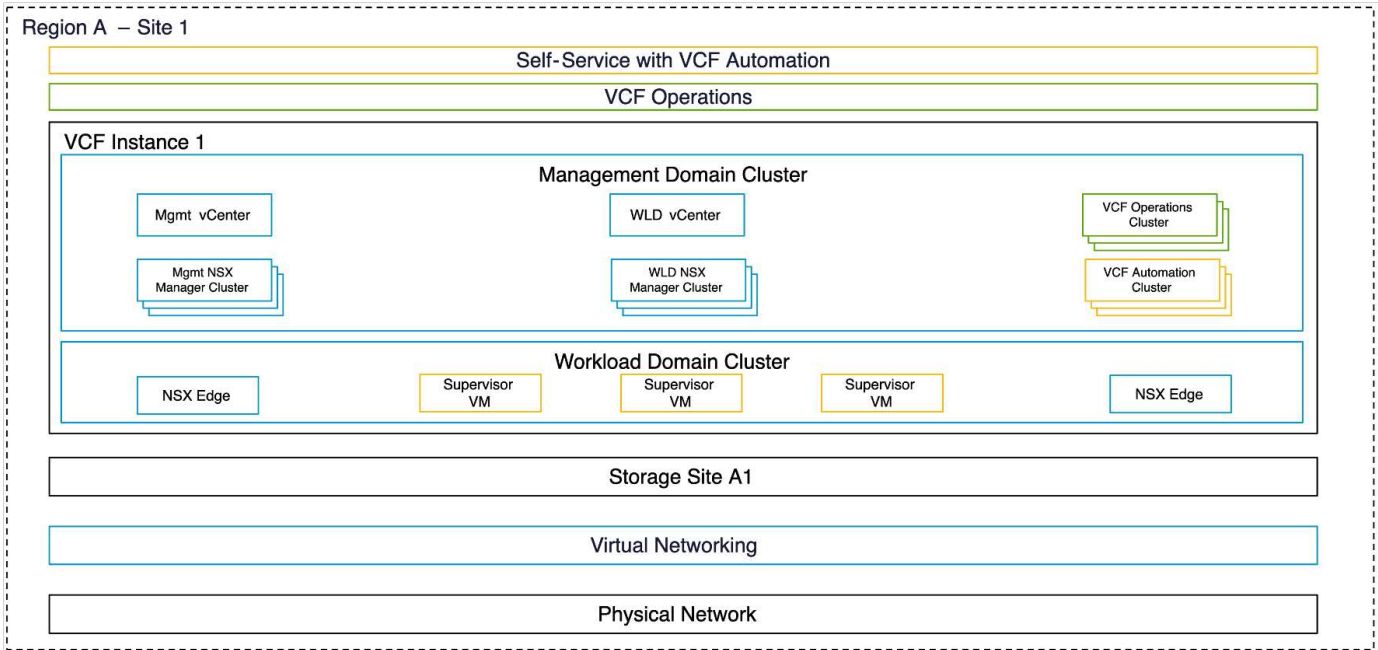 Region A – Site 1
Self-Service with VCF Automation
VCF Operations
VCF Instance 1
Management Domain Cluster
Mgmt vCenter
WLD vCenter
VCF Operations
Cluster
Mgmt NSX
Manager Cluster
WLD NSX
Manager Cluster
VCF Automation
Cluster
Workload Domain Cluster
NSX Edge
Supervisor
VM
Supervisor
VM
Supervisor
VM
NSX Edge
Storage Site A1
Virtual Networking
Physical Network